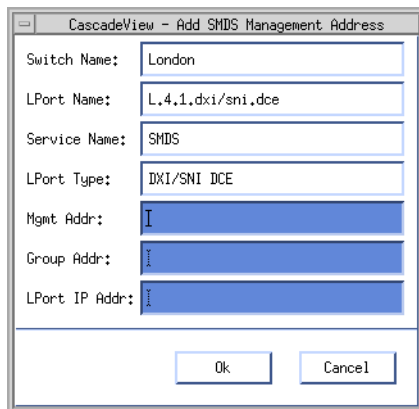 CascadeView - Add SMDS Management Address
Switch Name: London
LPort Name: L.4.1.dxi/sni.dce
Service Name: SMDS
LPort Type: DXI/SNI DCE
Mgmt Addr:
Group Addr:
LPort IP Addr:
Ok Cancel